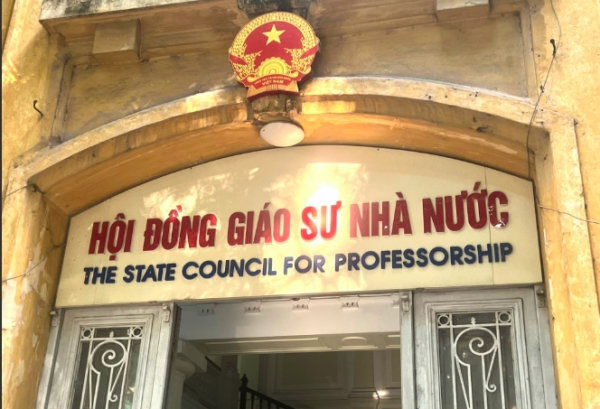 HỘI ĐỒNG GIÁO SƯ NHÀ NƯỚC
THE STATE COUNCIL FOR PROFESSORSHIP